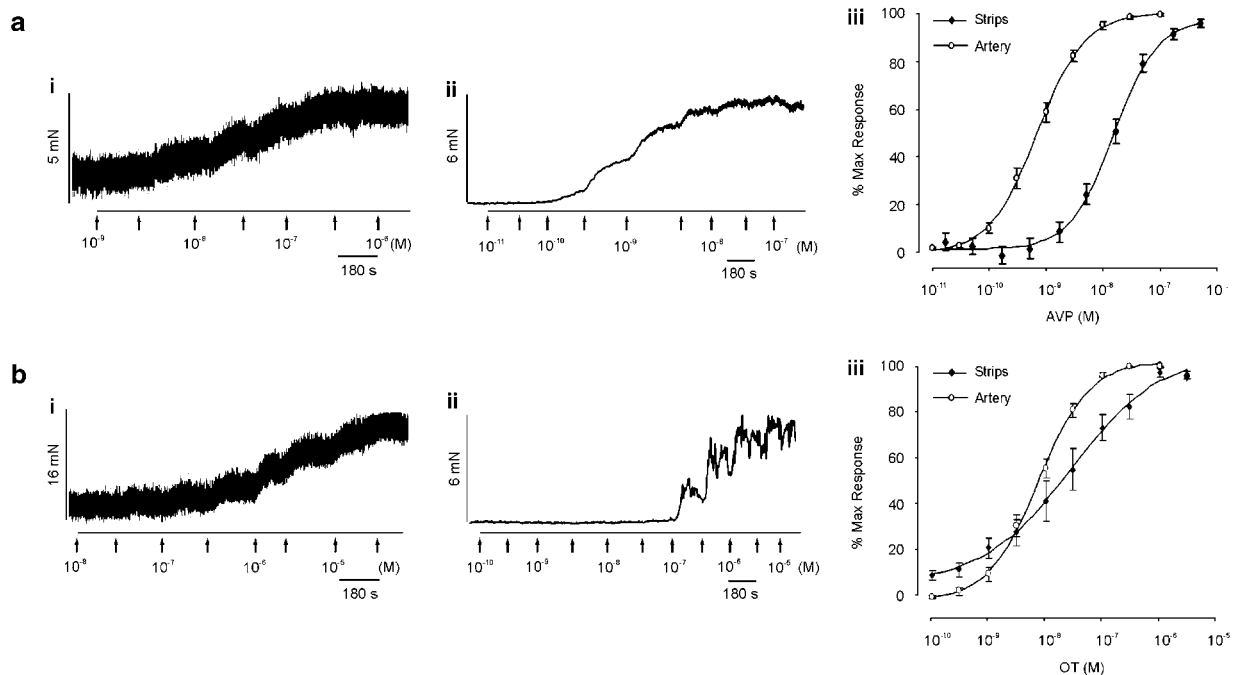 a
i
5 mN
10⁻⁹ 10⁻⁸ 10⁻⁷ 10⁻⁶ (M)
180 s
ii
6 mN
10⁻¹¹ 10⁻¹⁰ 10⁻⁹ 10⁻⁸ 10⁻⁷ (M)
180 s
iii
Strips
Artery
% Max Response
100
80
60
40
20
0
10⁻¹¹ 10⁻¹⁰ 10⁻⁹ 10⁻⁸ 10⁻⁷ 10⁻
AVP (M)
b
i
16 mN
10⁻⁸ 10⁻⁷ 10⁻⁶ 10⁻⁵ (M)
180 s
ii
6 mN
10⁻¹⁰ 10⁻⁹ 10⁻⁸ 10⁻⁷ 10⁻⁶ 10⁻⁵ (M)
180 s
iii
Strips
Artery
% Max Response
100
80
60
40
20
0
10⁻¹⁰ 10⁻⁹ 10⁻⁸ 10⁻⁷ 10⁻⁶ 10⁻⁵
OT (M)